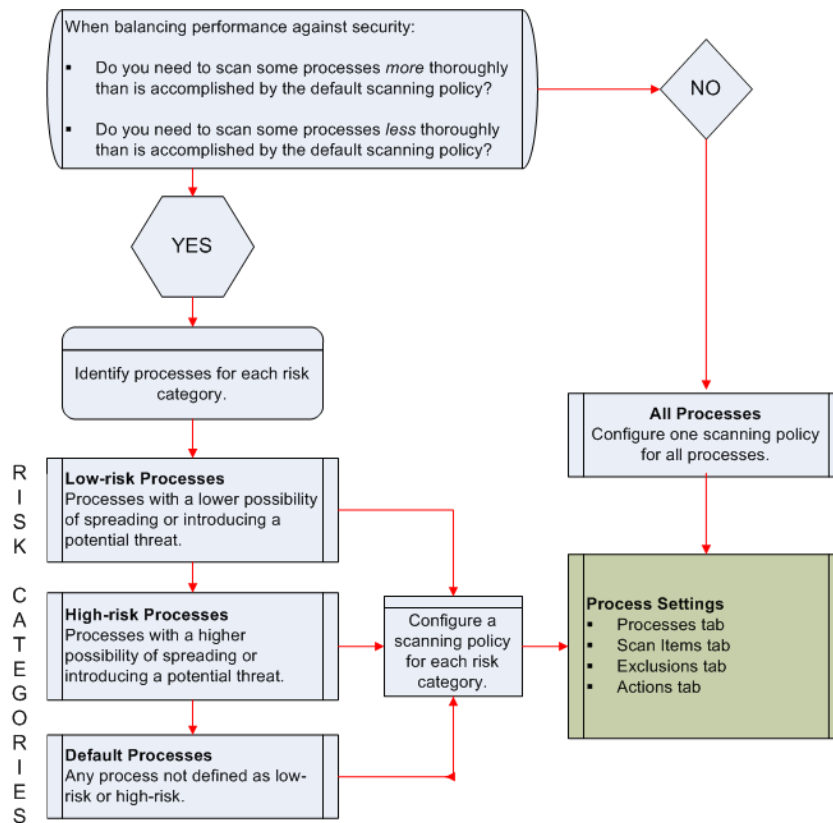 When balancing performance against security:
▪ Do you need to scan some processes more thoroughly
than is accomplished by the default scanning policy?
▪ Do you need to scan some processes less thoroughly
than is accomplished by the default scanning policy?
NO
YES
Identify processes for each risk
category.
All Processes
Configure one scanning policy
for all processes.
RISK CATEGORIES
Low-risk Processes
Processes with a lower possibility
of spreading or introducing a
potential threat.
High-risk Processes
Processes with a higher
possibility of spreading or
introducing a potential threat.
Default Processes
Any process not defined as low-
risk or high-risk.
Configure a
scanning policy
for each risk
category.
Process Settings
▪ Processes tab
▪ Scan Items tab
▪ Exclusions tab
▪ Actions tab